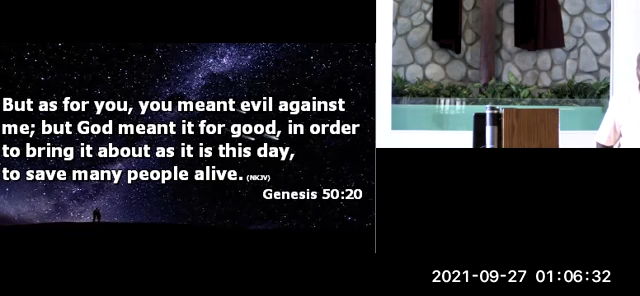 But as for you, you meant evil against
me; but God meant it for good, in order
to bring it about as it is this day,
to save many people alive. (NKJV)
Genesis 50:20
2021-09-27 01:06:32